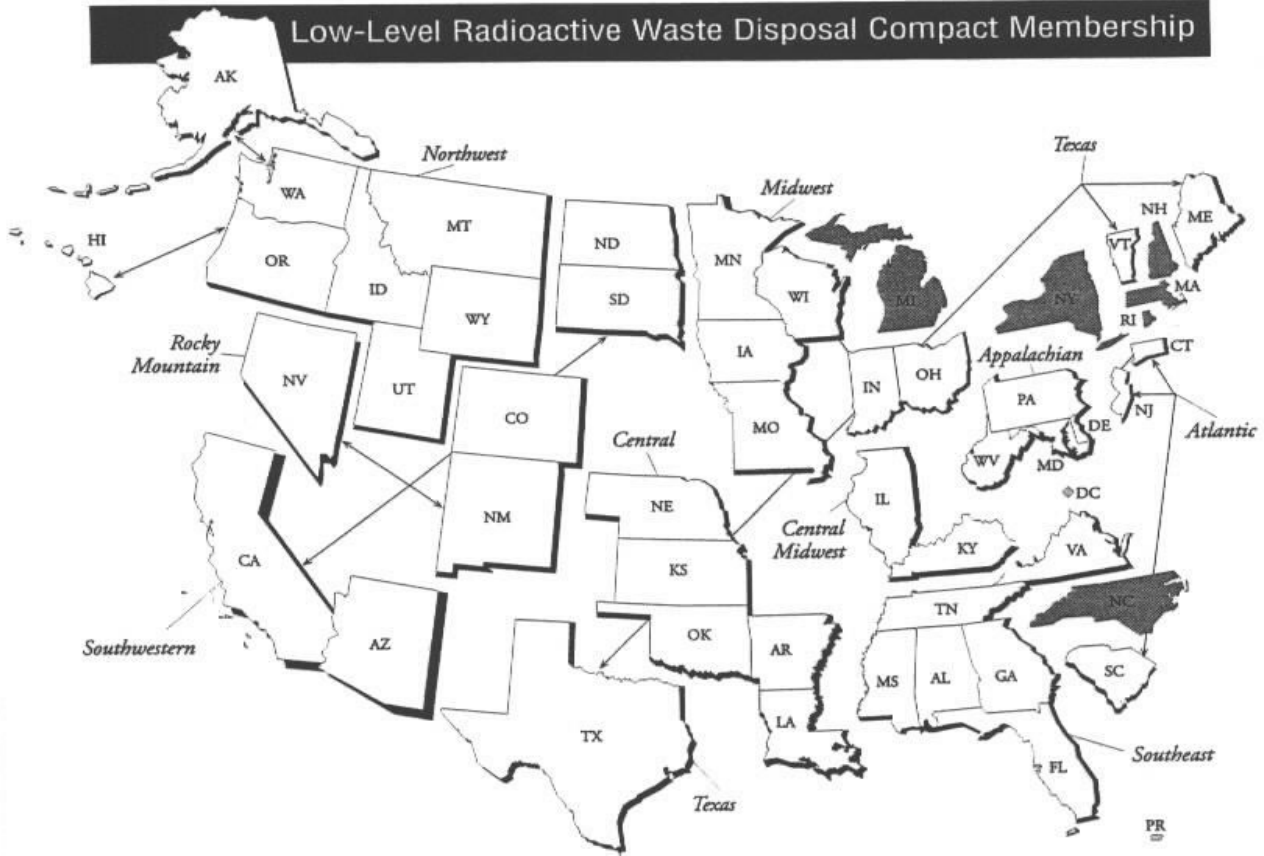 Low-Level Radioactive Waste Disposal Compact Membership
AK
Northwest
Texas
WA
Midwest
NH
ME
HI
MT
ND
MN
VT
OR
ID
SD
WI
MI
NY
MA
WY
RI
Rocky
Mountain
IA
CT
NV
UT
IN
OH
Appalachian
CO
PA
NJ
MO
DE
Atlantic
Central
WV
MD
NE
IL
DC
NM
Central
Midwest
KY
VA
CA
KS
TN
NC
Southwestern
AZ
OK
AR
MS
AL
GA
SC
LA
TX
Southeast
FL
Texas
PR